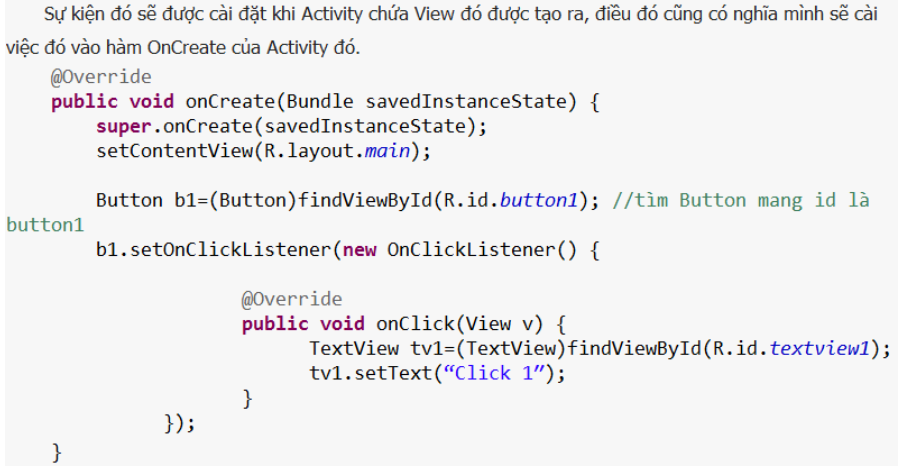 Sự kiện đó sẽ được cài đặt khi Activity chứa View đó được tạo ra, điều đó cũng có nghĩa mình sẽ cài
việc đó vào hàm OnCreate của Activity đó.
@Override
public void onCreate(Bundle savedInstanceState) {
super.onCreate(savedInstanceState);
setContentView(R.layout.main);
Button b1=(Button)findViewById(R.id.button1); //tìm Button mang id là
button1
b1.setOnClickListener(new OnClickListener() {
@Override
public void onClick(View v) {
TextView tv1=(TextView)findViewById(R.id.textview1);
tv1.setText(“Click 1”);
}
});
}